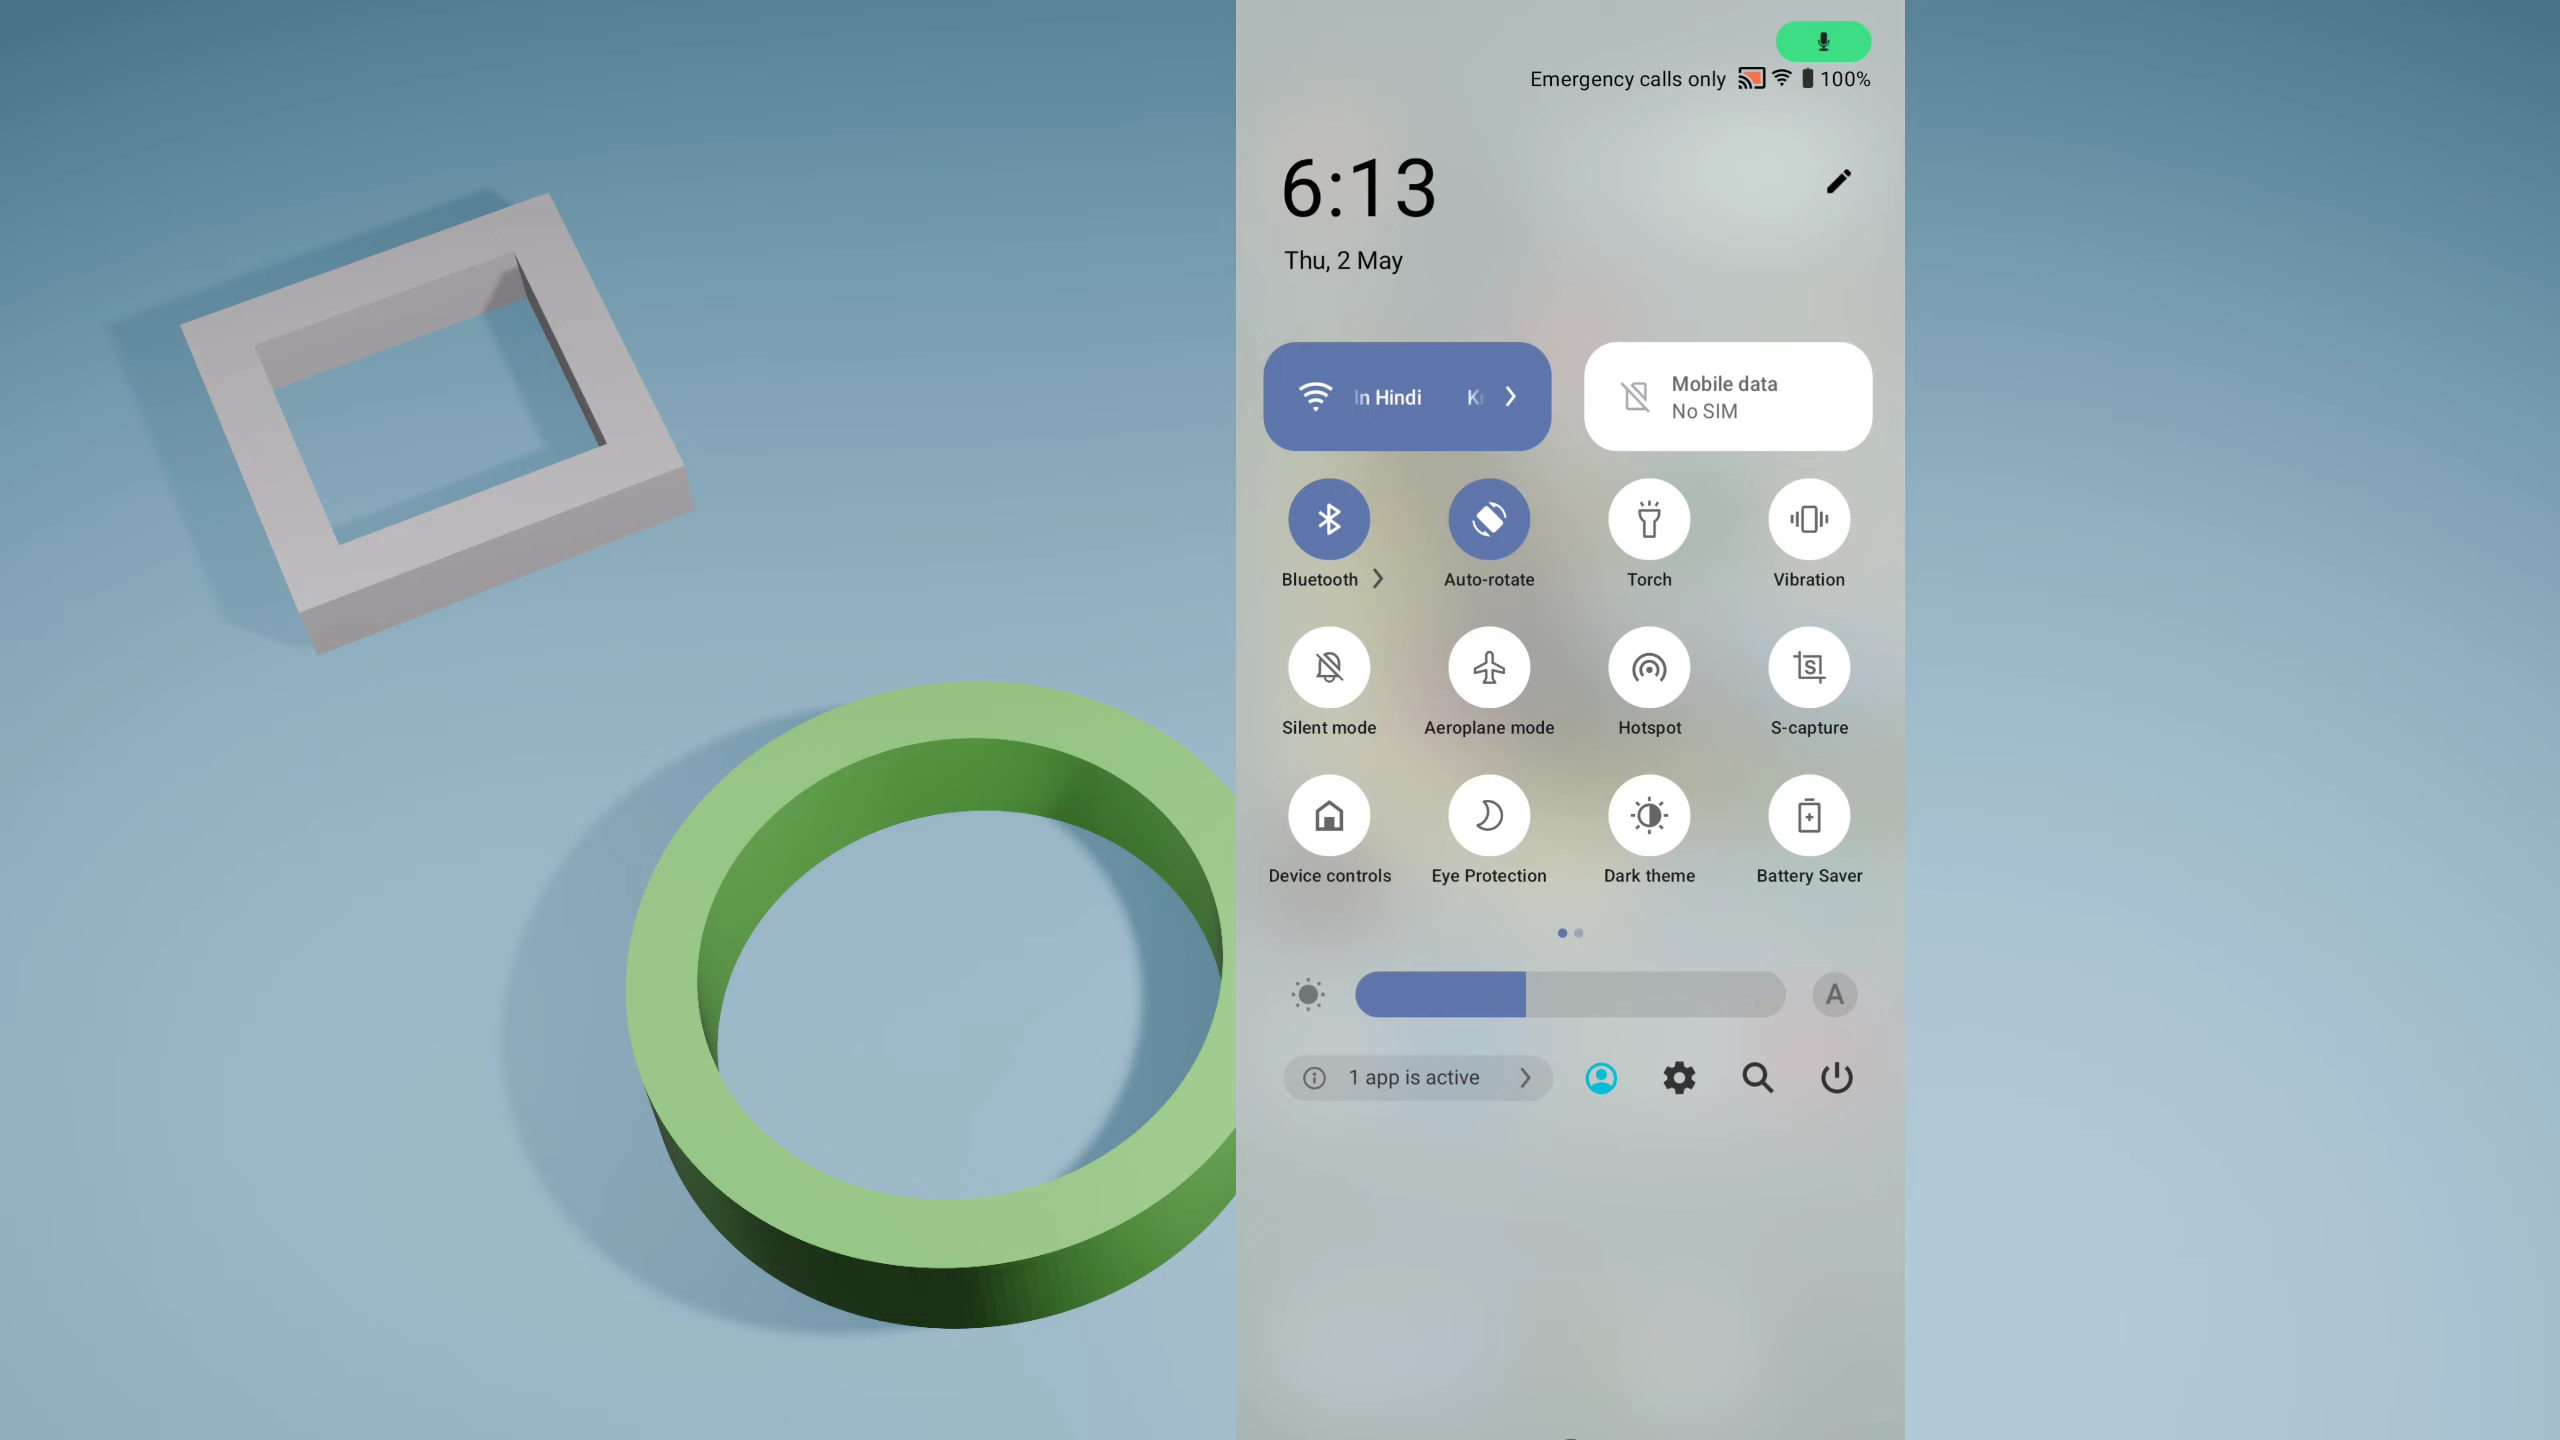 Emergency calls only 100%
6:13
Thu, 2 May
In Hindi
Mobile data
No SIM
Bluetooth Auto-rotate Torch Vibration
Silent mode Aeroplane mode Hotspot S-capture
Device controls Eye Protection Dark theme Battery Saver
A
1 app is active